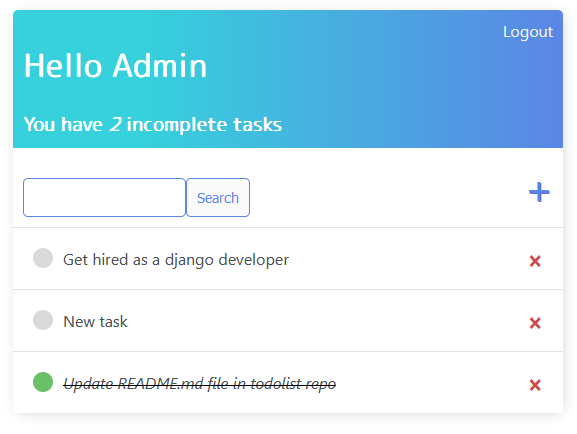 Logout
Hello Admin
You have 2 incomplete tasks
Search
Get hired as a django developer
New task
Update README.md file in todolist repo